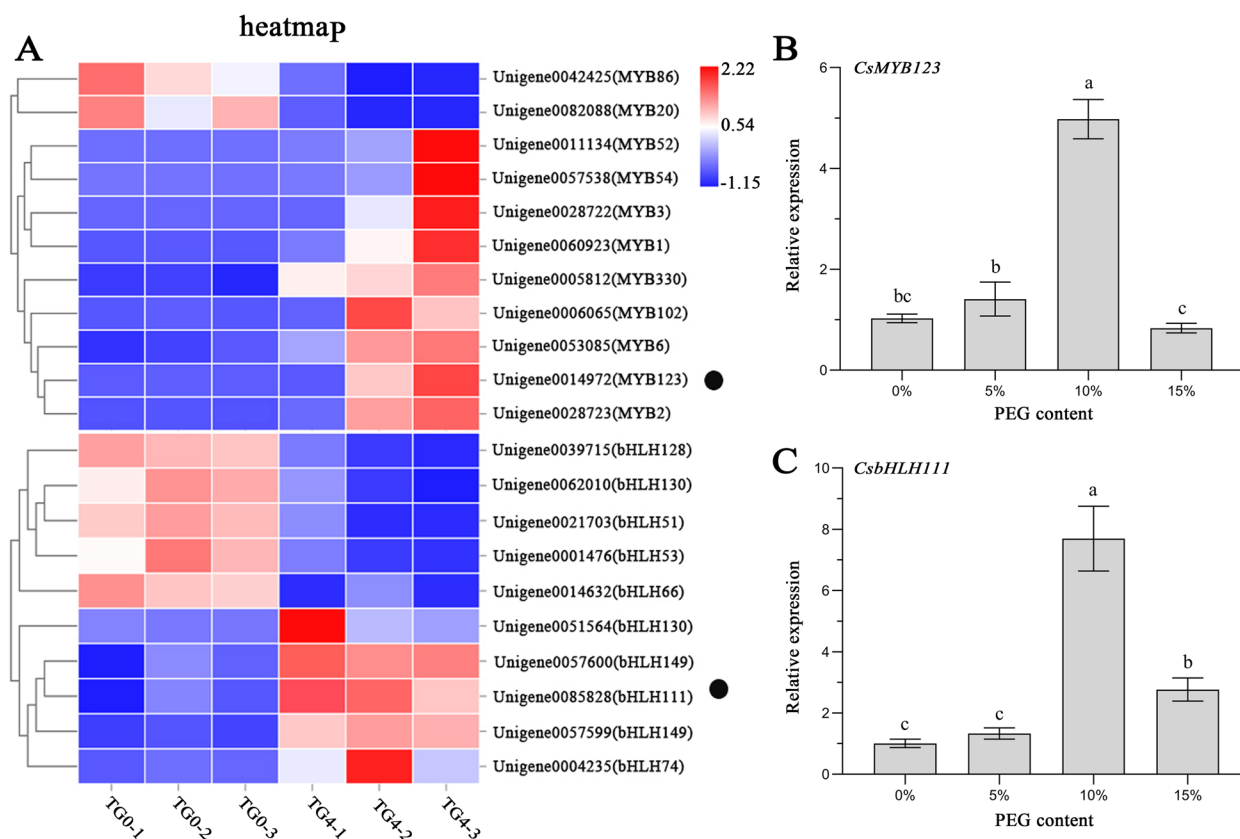 heatmap
A
Unigene0042425(MYB86)
Unigene0082088(MYB20)
Unigene0011134(MYB52)
Unigene0057538(MYB54)
Unigene0028722(MYB3)
Unigene0060923(MYB1)
Unigene0005812(MYB330)
Unigene0006065(MYB102)
Unigene0053085(MYB6)
Unigene0014972(MYB123)
Unigene0028723(MYB2)
Unigene0039715(bHLH128)
Unigene0062010(bHLH130)
Unigene0021703(bHLH51)
Unigene0001476(bHLH53)
Unigene0014632(bHLH66)
Unigene0051564(bHLH130)
Unigene0057600(bHLH149)
Unigene0085828(bHLH111)
Unigene0057599(bHLH149)
Unigene0004235(bHLH74)
TG0-1 TG0-2 TG0-3 TG4-1 TG4-2 TG4-3
2.22
0.54
-1.15
B
CsMYB123
Relative expression
6
4
2
0
bc b a c
0% 5% 10% 15%
PEG content
C
CsbHLH111
Relative expression
10
8
6
4
2
0
c c a b
0% 5% 10% 15%
PEG content